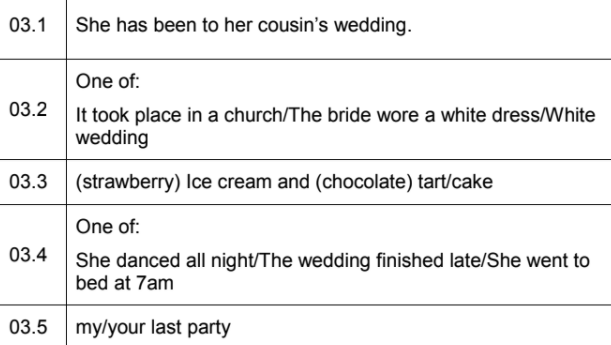 03.1 She has been to her cousin’s wedding.
One of:
03.2 It took place in a church/The bride wore a white dress/White
wedding
03.3 (strawberry) Ice cream and (chocolate) tart/cake
One of:
03.4 She danced all night/The wedding finished late/She went to
bed at 7am
03.5 my/your last party